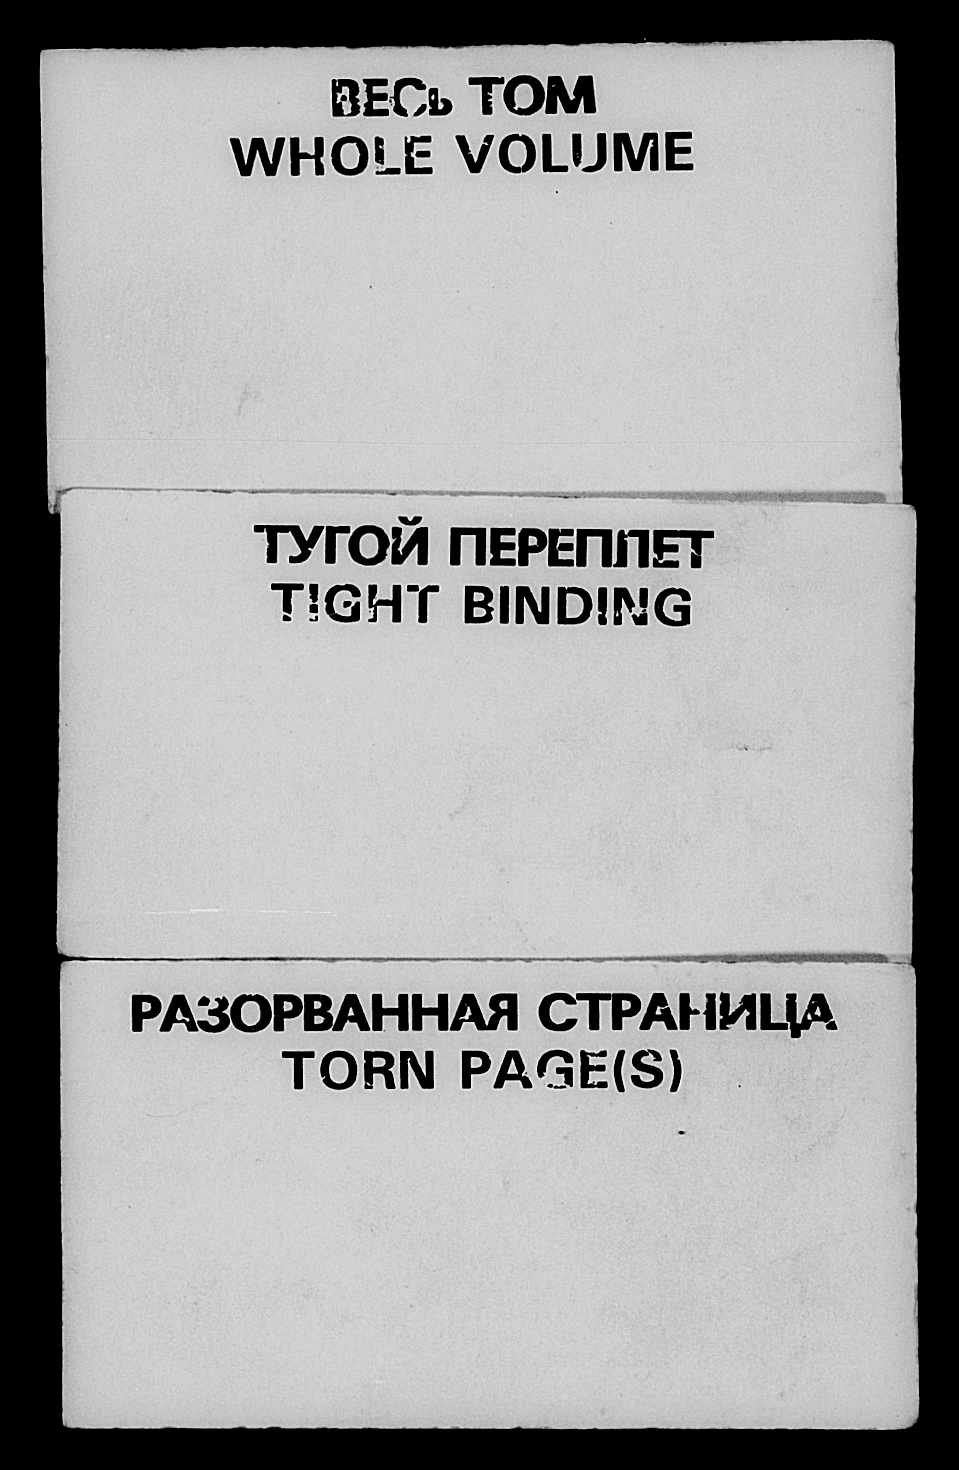 ВЕСЬ ТОМ
WHOLE VOLUME
ТУГОЙ ПЕРЕПЛЕТ
TIGHT BINDING
РАЗОРВАННАЯ СТРАНИЦА
TORN PAGE(S)